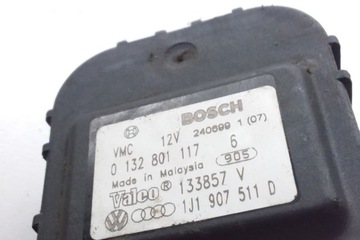 BOSCH
VMC 12V 240699 1 (07)
0 132 801 117 6
Made in Malaysia 905
Valeo® 133857 V
1J1 907 511 D